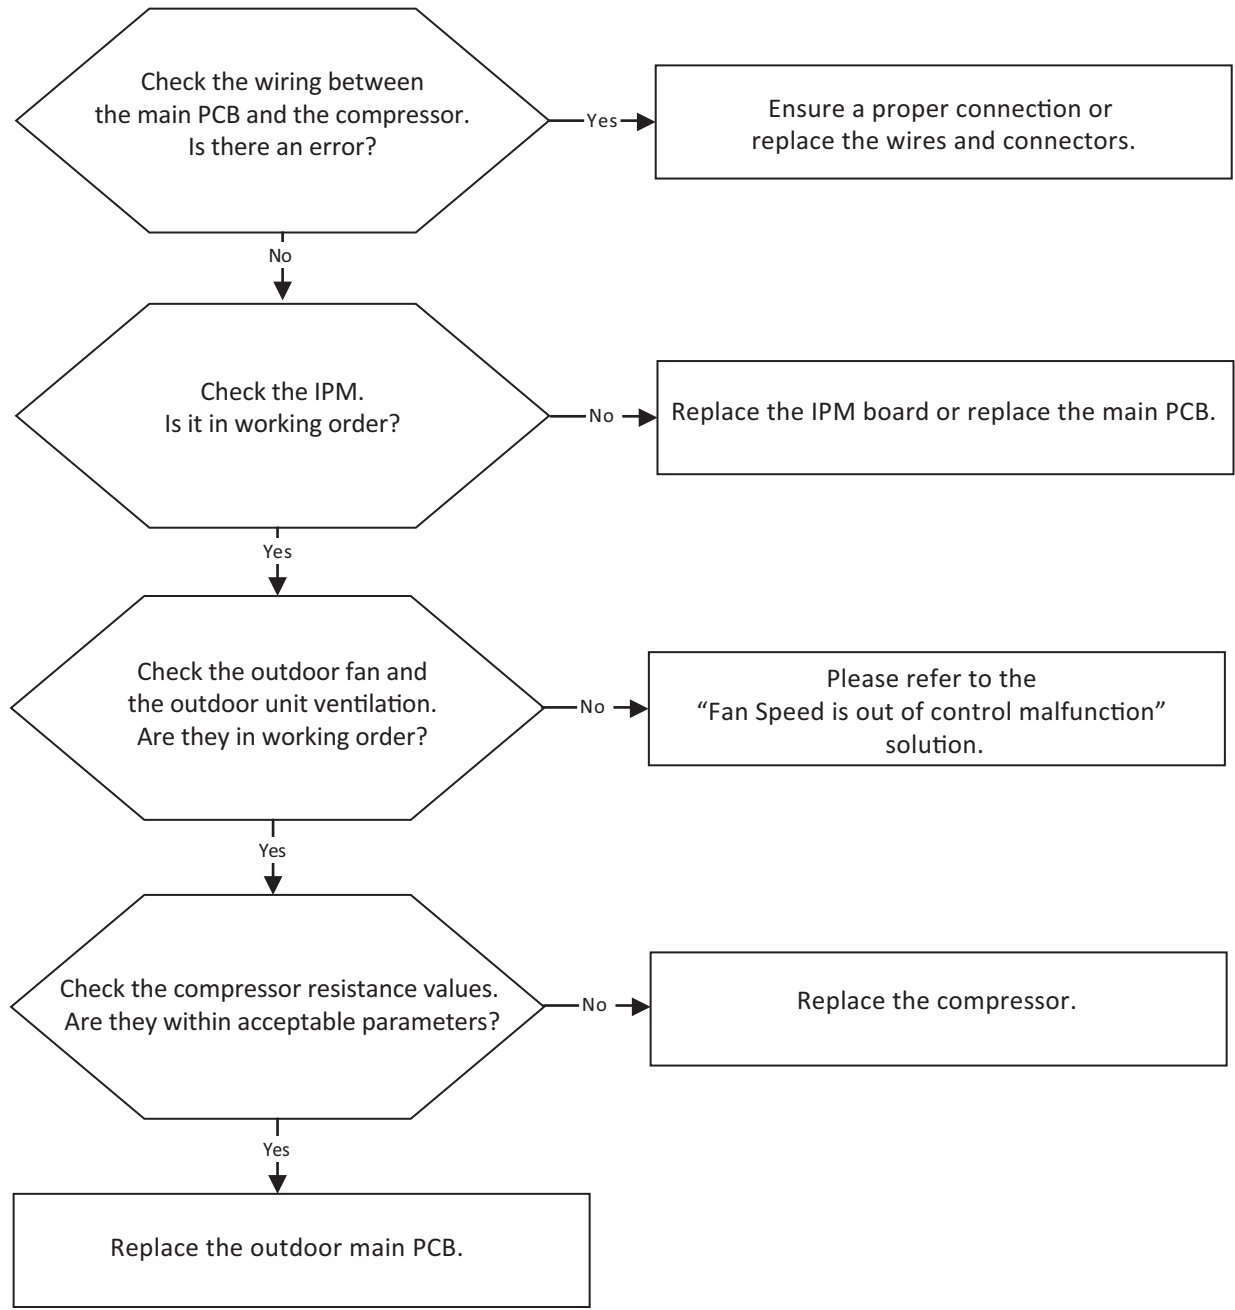 Check the wiring between
the main PCB and the compressor.
Is there an error?
Yes
Ensure a proper connection or
replace the wires and connectors.
No
Check the IPM.
Is it in working order?
No
Replace the IPM board or replace the main PCB.
Yes
Check the outdoor fan and
the outdoor unit ventilation.
Are they in working order?
No
Please refer to the
“Fan Speed is out of control malfunction”
solution.
Yes
Check the compressor resistance values.
Are they within acceptable parameters?
No
Replace the compressor.
Yes
Replace the outdoor main PCB.